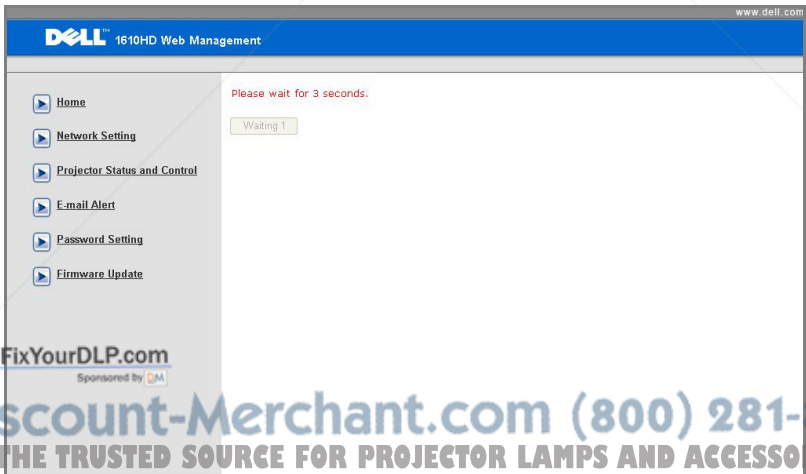 www.dell.com
DELL™ 1610HD Web Management
Home
Network Setting
Projector Status and Control
E-mail Alert
Password Setting
Firmware Update
Please wait for 3 seconds.
Waiting 1
FixYourDLP.com
Sponsored by DM
scount-Merchant.com (800) 281-
THE TRUSTED SOURCE FOR PROJECTOR LAMPS AND ACCESSO